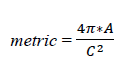 metric = 4π*A / C²